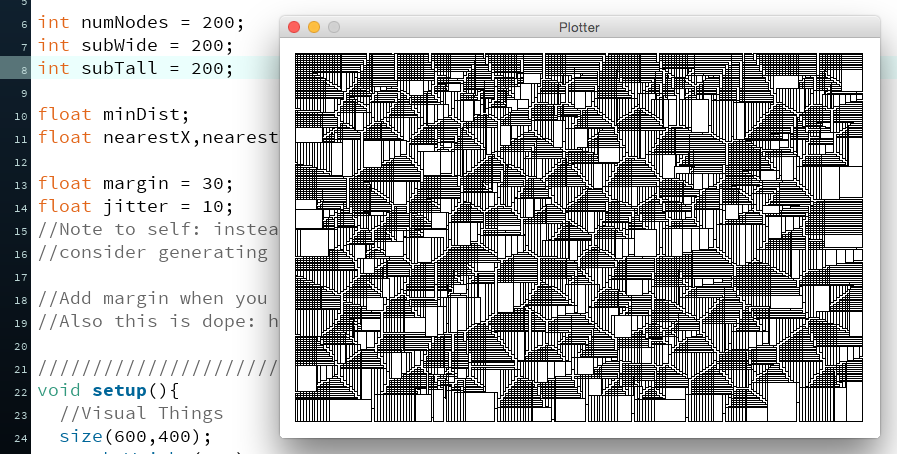 5
6 int numNodes = 200;
7 int subWide = 200;
8 int subTall = 200;
9
10 float minDist;
11 float nearestX,nearest
12
13 float margin = 30;
14 float jitter = 10;
15 //Note to self: instea
16 //consider generating
17
18 //Add margin when you
19 //Also this is dope: h
20
21 //////////////////////
22 void setup(){
23 //Visual Things
24 size(600,400);
Plotter